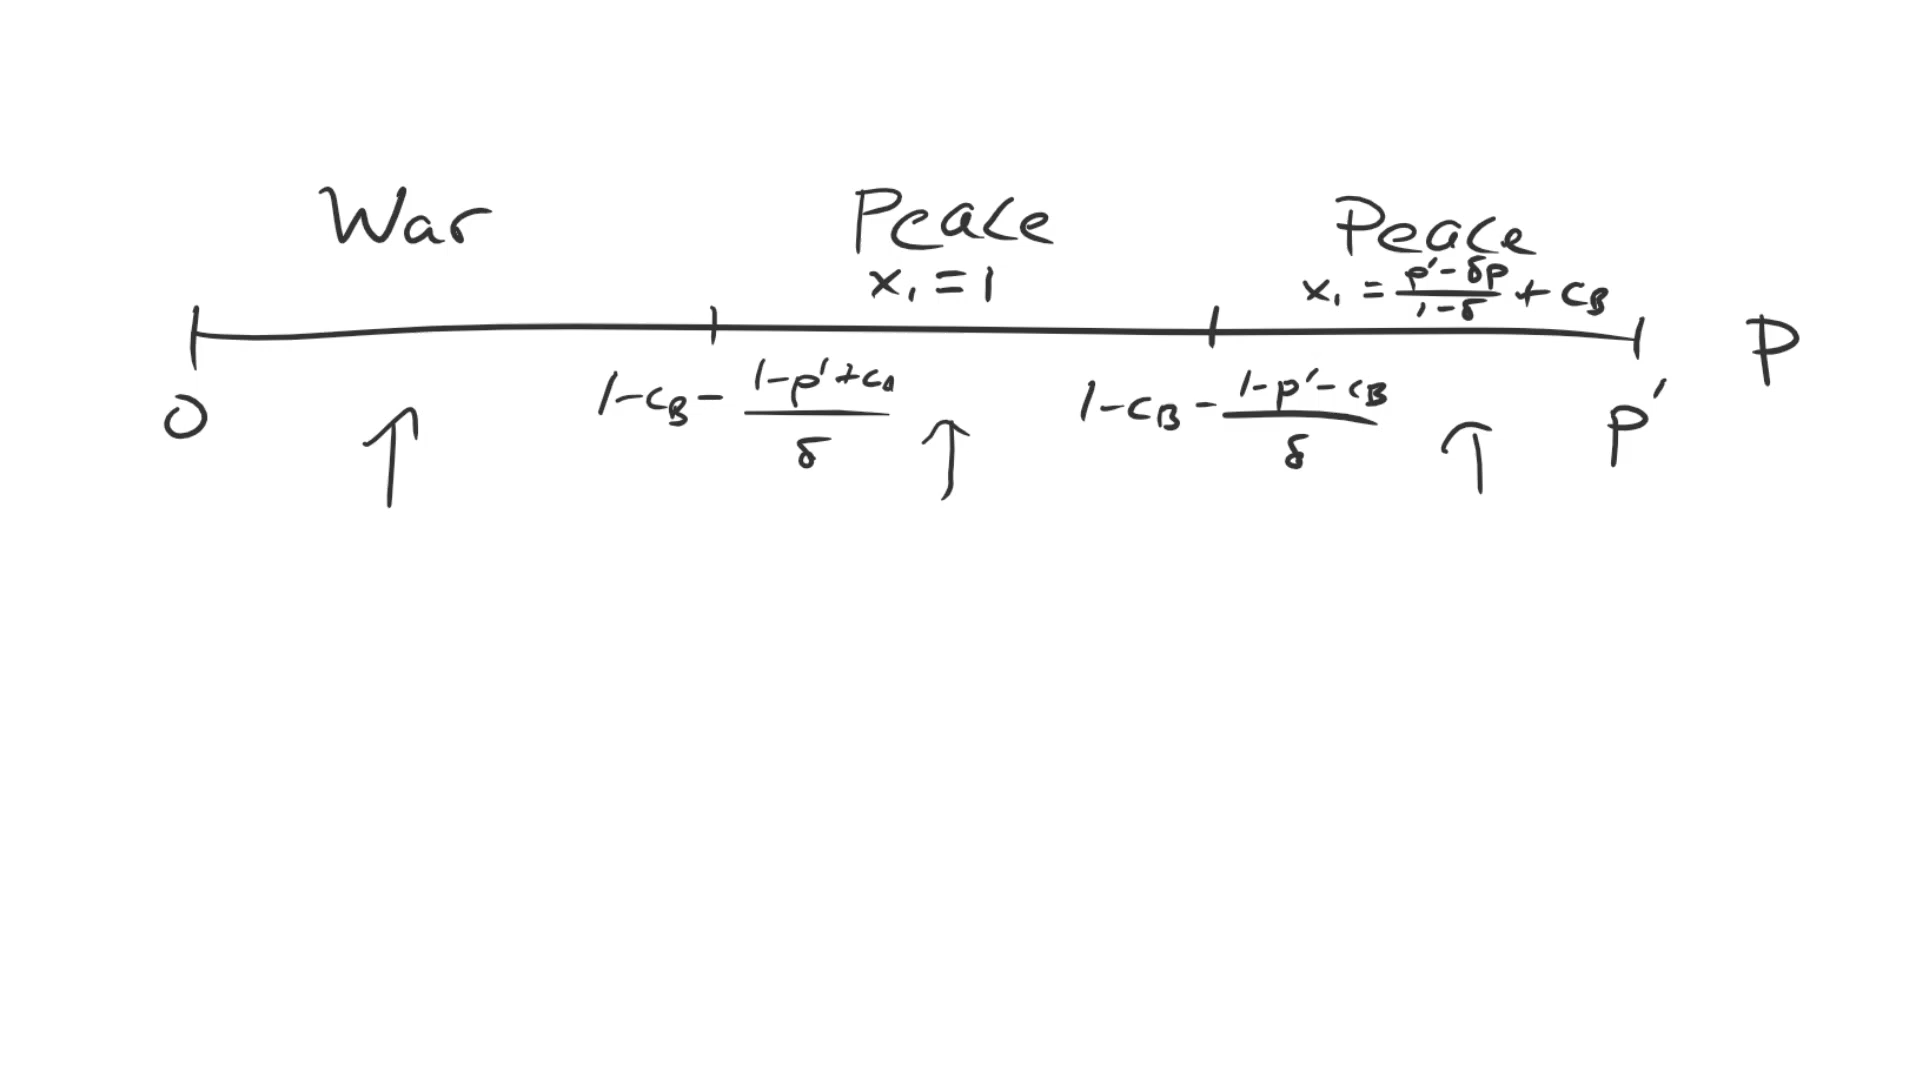 War Peace Peace
x₁ = 1 x₁ = (p′ − δp)/(1 − δ) + c_B
0 1 − c_B − (1 − p′ + c_A)/δ 1 − c_B − (1 − p′ − c_B)/δ p′ P